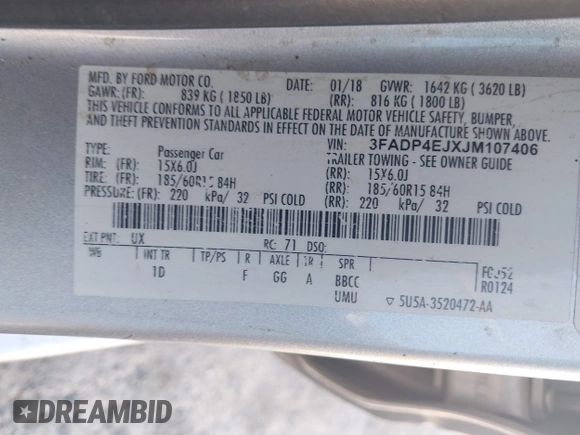 MFD. BY FORD MOTOR CO. DATE: 01/18 GVWR: 1642 KG ( 3620 LB)
GAWR: (FR): 839 KG ( 1850 LB) (RR): 816 KG ( 1800 LB)
THIS VEHICLE CONFORMS TO ALL APPLICABLE FEDERAL MOTOR VEHICLE SAFETY, BUMPER,
AND THEFT PREVENTION STANDARDS IN EFFECT ON THE DATE OF MANUFACTURE SHOWN ABOVE.
VIN: 3FADP4EJXJM107406
TYPE: Passenger Car TRAILER TOWING - SEE OWNER GUIDE
RIM: (FR): 15X6.0J (RR): 15X6.0J
TIRE: (FR): 185/60R15 84H (RR): 185/60R15 84H
PRESSURE: (FR): 220 kPa/ 32 PSI COLD (RR): 220 kPa/ 32 PSI COLD
EXT PNT: UX RC: 71 DSO:
WB INT TR TP/PS R AXLE TR SPR
1D F GG A BBCC
UMU
R0124
▽ 5U5A-3520472-AA
DREAMBID